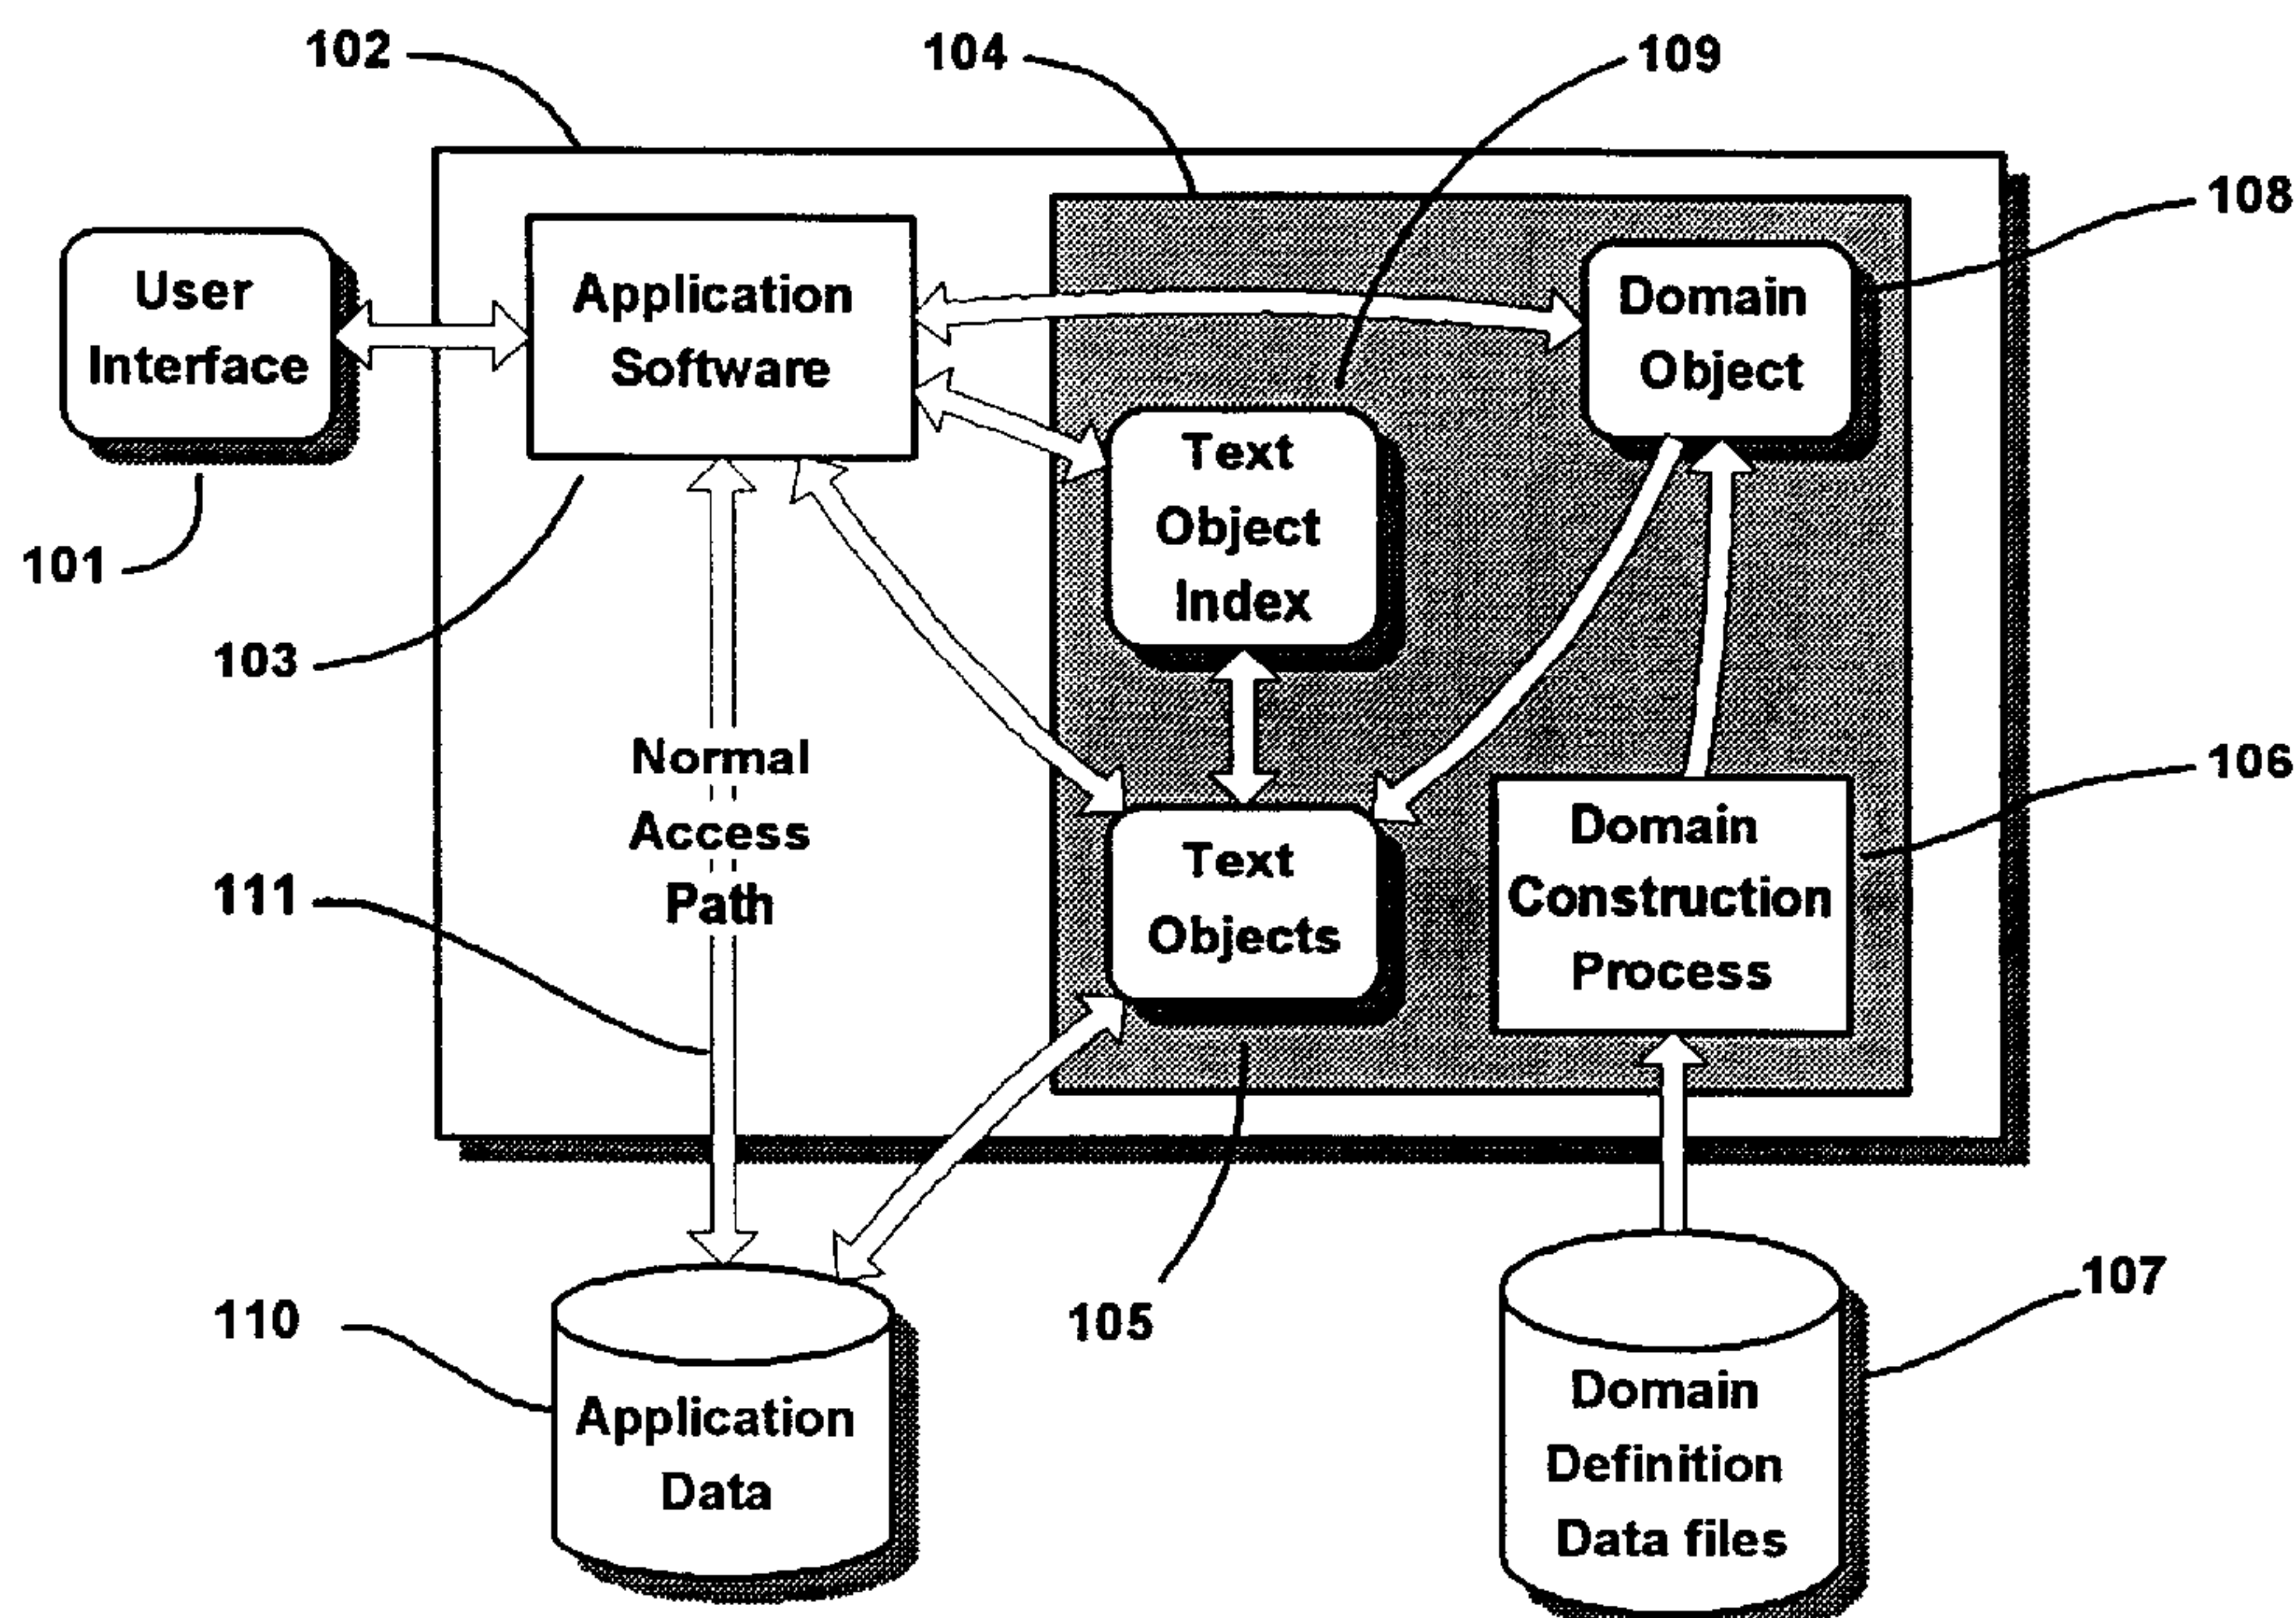 102
104
109
108
User
Interface
Application
Software
Domain
Object
Text
Object
Index
101
103
Normal
Access
Path
106
Domain
Construction
Process
Text
Objects
111
105
107
110
Application
Data
Domain
Definition
Data files